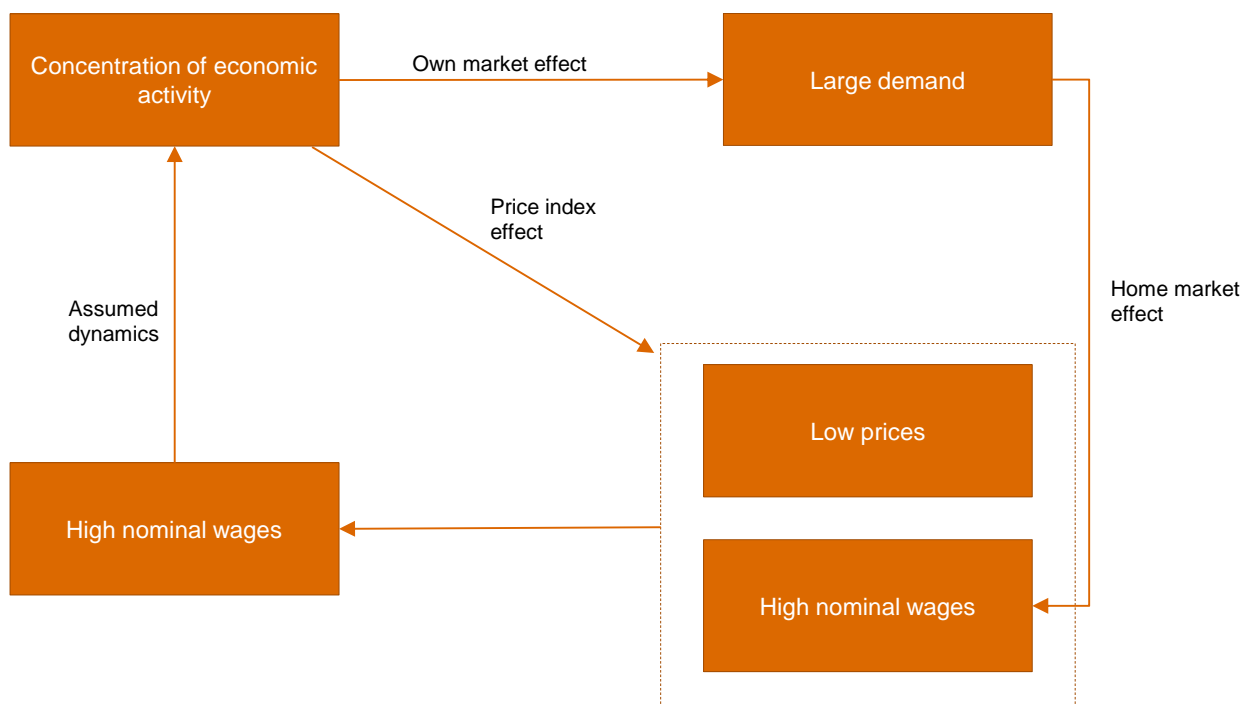 Concentration of economic
activity
Own market effect
Large demand
Price index
effect
Home market
effect
Assumed
dynamics
Low prices
High nominal wages
High nominal wages